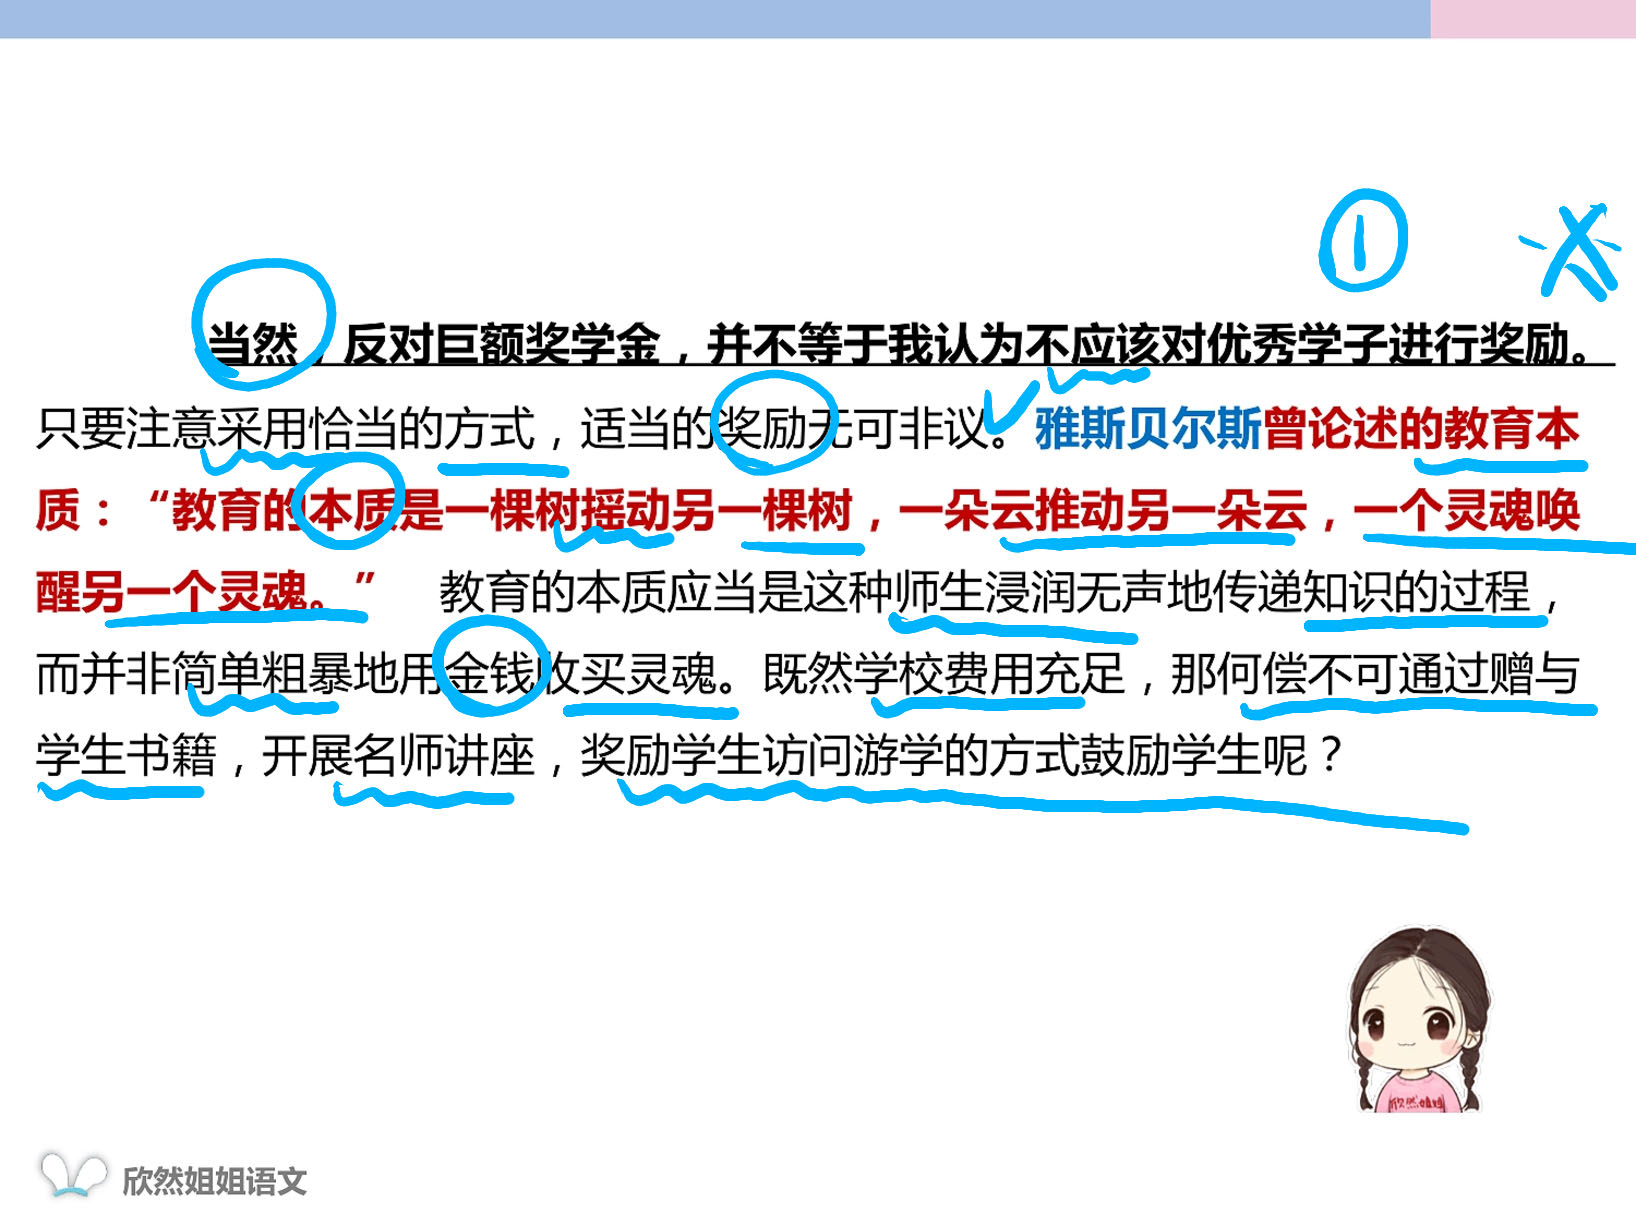 ①
当然，反对巨额奖学金，并不等于我认为不应该对优秀学子进行奖励。
只要注意采用恰当的方式，适当的奖励无可非议。雅斯贝尔斯曾论述的教育本
质：“教育的本质是一棵树摇动另一棵树，一朵云推动另一朵云，一个灵魂唤
醒另一个灵魂。” 教育的本质应当是这种师生浸润无声地传递知识的过程，
而并非简单粗暴地用金钱收买灵魂。既然学校费用充足，那何偿不可通过赠与
学生书籍，开展名师讲座，奖励学生访问游学的方式鼓励学生呢？
欣然姐姐
欣然姐姐语文